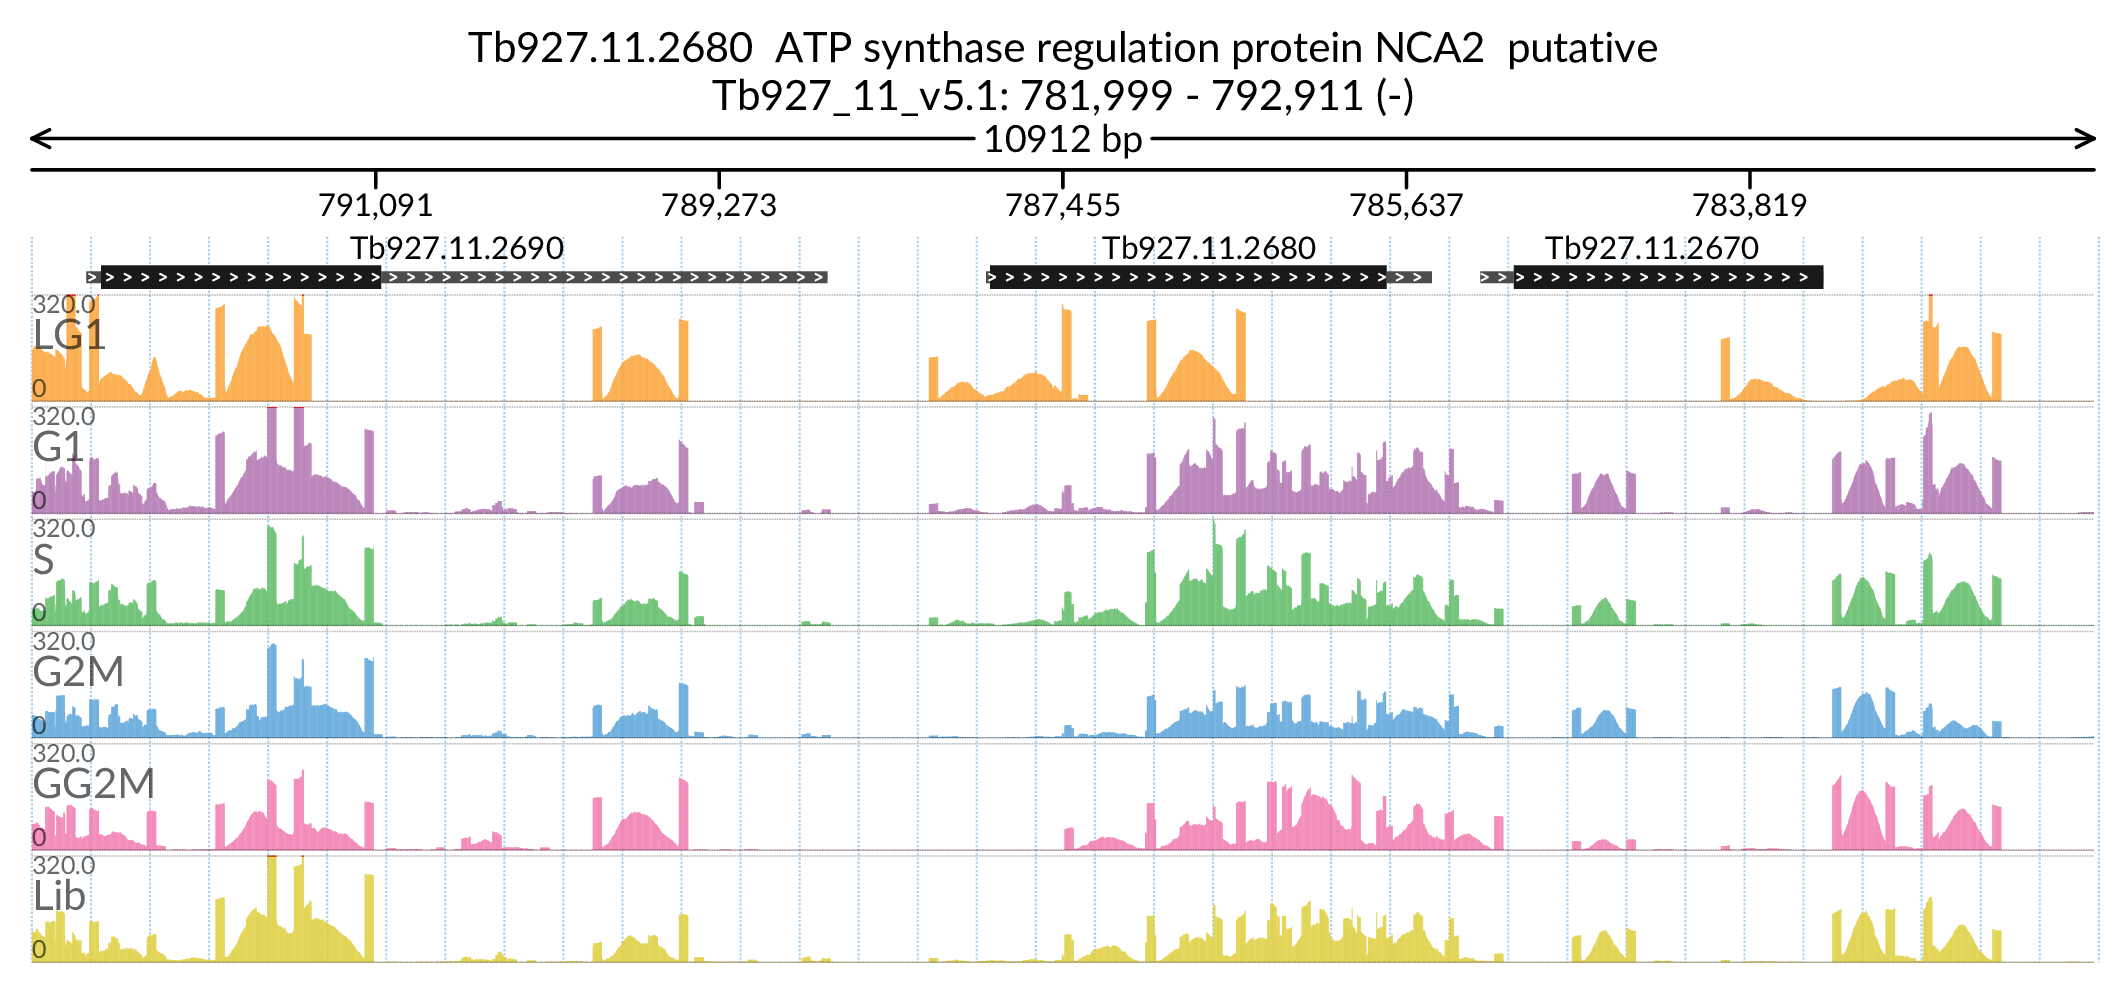 Tb927.11.2680  ATP synthase regulation protein NCA2  putative
Tb927_11_v5.1: 781,999 - 792,911 (-)
10912 bp
791,091 789,273 787,455 785,637 783,819
Tb927.11.2690 Tb927.11.2680 Tb927.11.2670
320.0
LG1
0
320.0
G1
0
320.0
S
0
320.0
G2M
0
320.0
GG2M
0
320.0
Lib
0